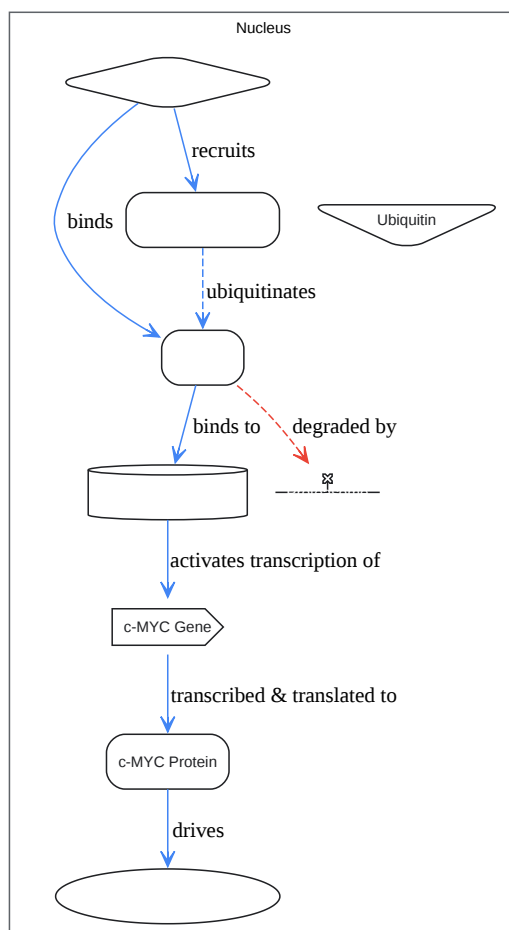 Nucleus
recruits
binds
Ubiquitin
ubiquitinates
binds to
degraded by
activates transcription of
c-MYC Gene
transcribed & translated to
c-MYC Protein
drives